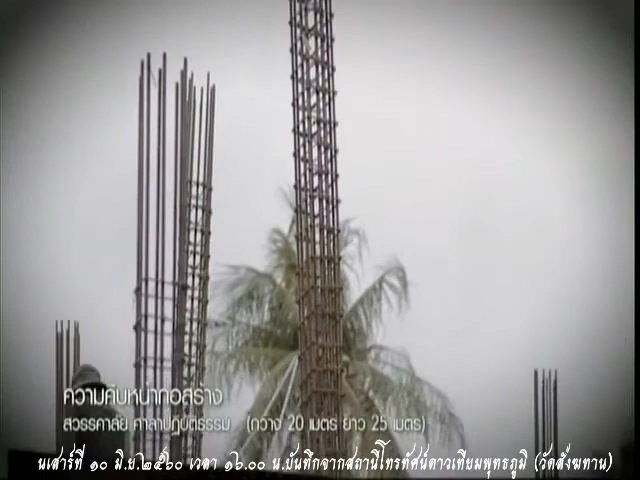 ความคืบหน้าก่อสร้าง
สวรรคาลัย ศาลาปฏิบัติธรรม (กว้าง 20 เมตร ยาว 25 เมตร)
นเสาร์ที่ ๑๐ มิ.ย.๒๕๖๐ เวลา ๑๖.๐๐ น.บันทึกจากสถานีโทรทัศน์ดาวเทียมพุทธภูมิ (วัดสังฆทาน)